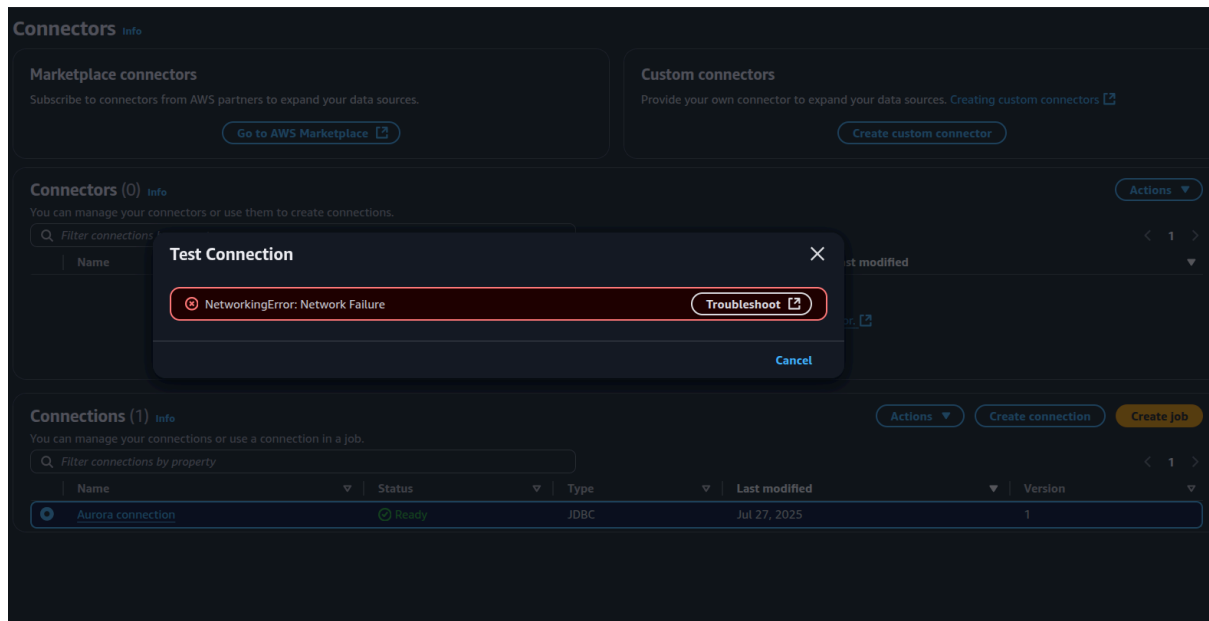 Connectors Info
Marketplace connectors
Subscribe to connectors from AWS partners to expand your data sources.
Go to AWS Marketplace
Custom connectors
Provide your own connector to expand your data sources. Creating custom connectors
Create custom connector
Connectors (0) Info
Actions
You can manage your connectors or use them to create connections.
Filter connections
1
Name
st modified
Test Connection
NetworkingError: Network Failure
Troubleshoot
or.
Cancel
Connections (1) Info
Actions
Create connection
Create job
You can manage your connections or use a connection in a job.
Filter connections by property
1
Name Status Type Last modified Version
Aurora connection Ready JDBC Jul 27, 2025 1